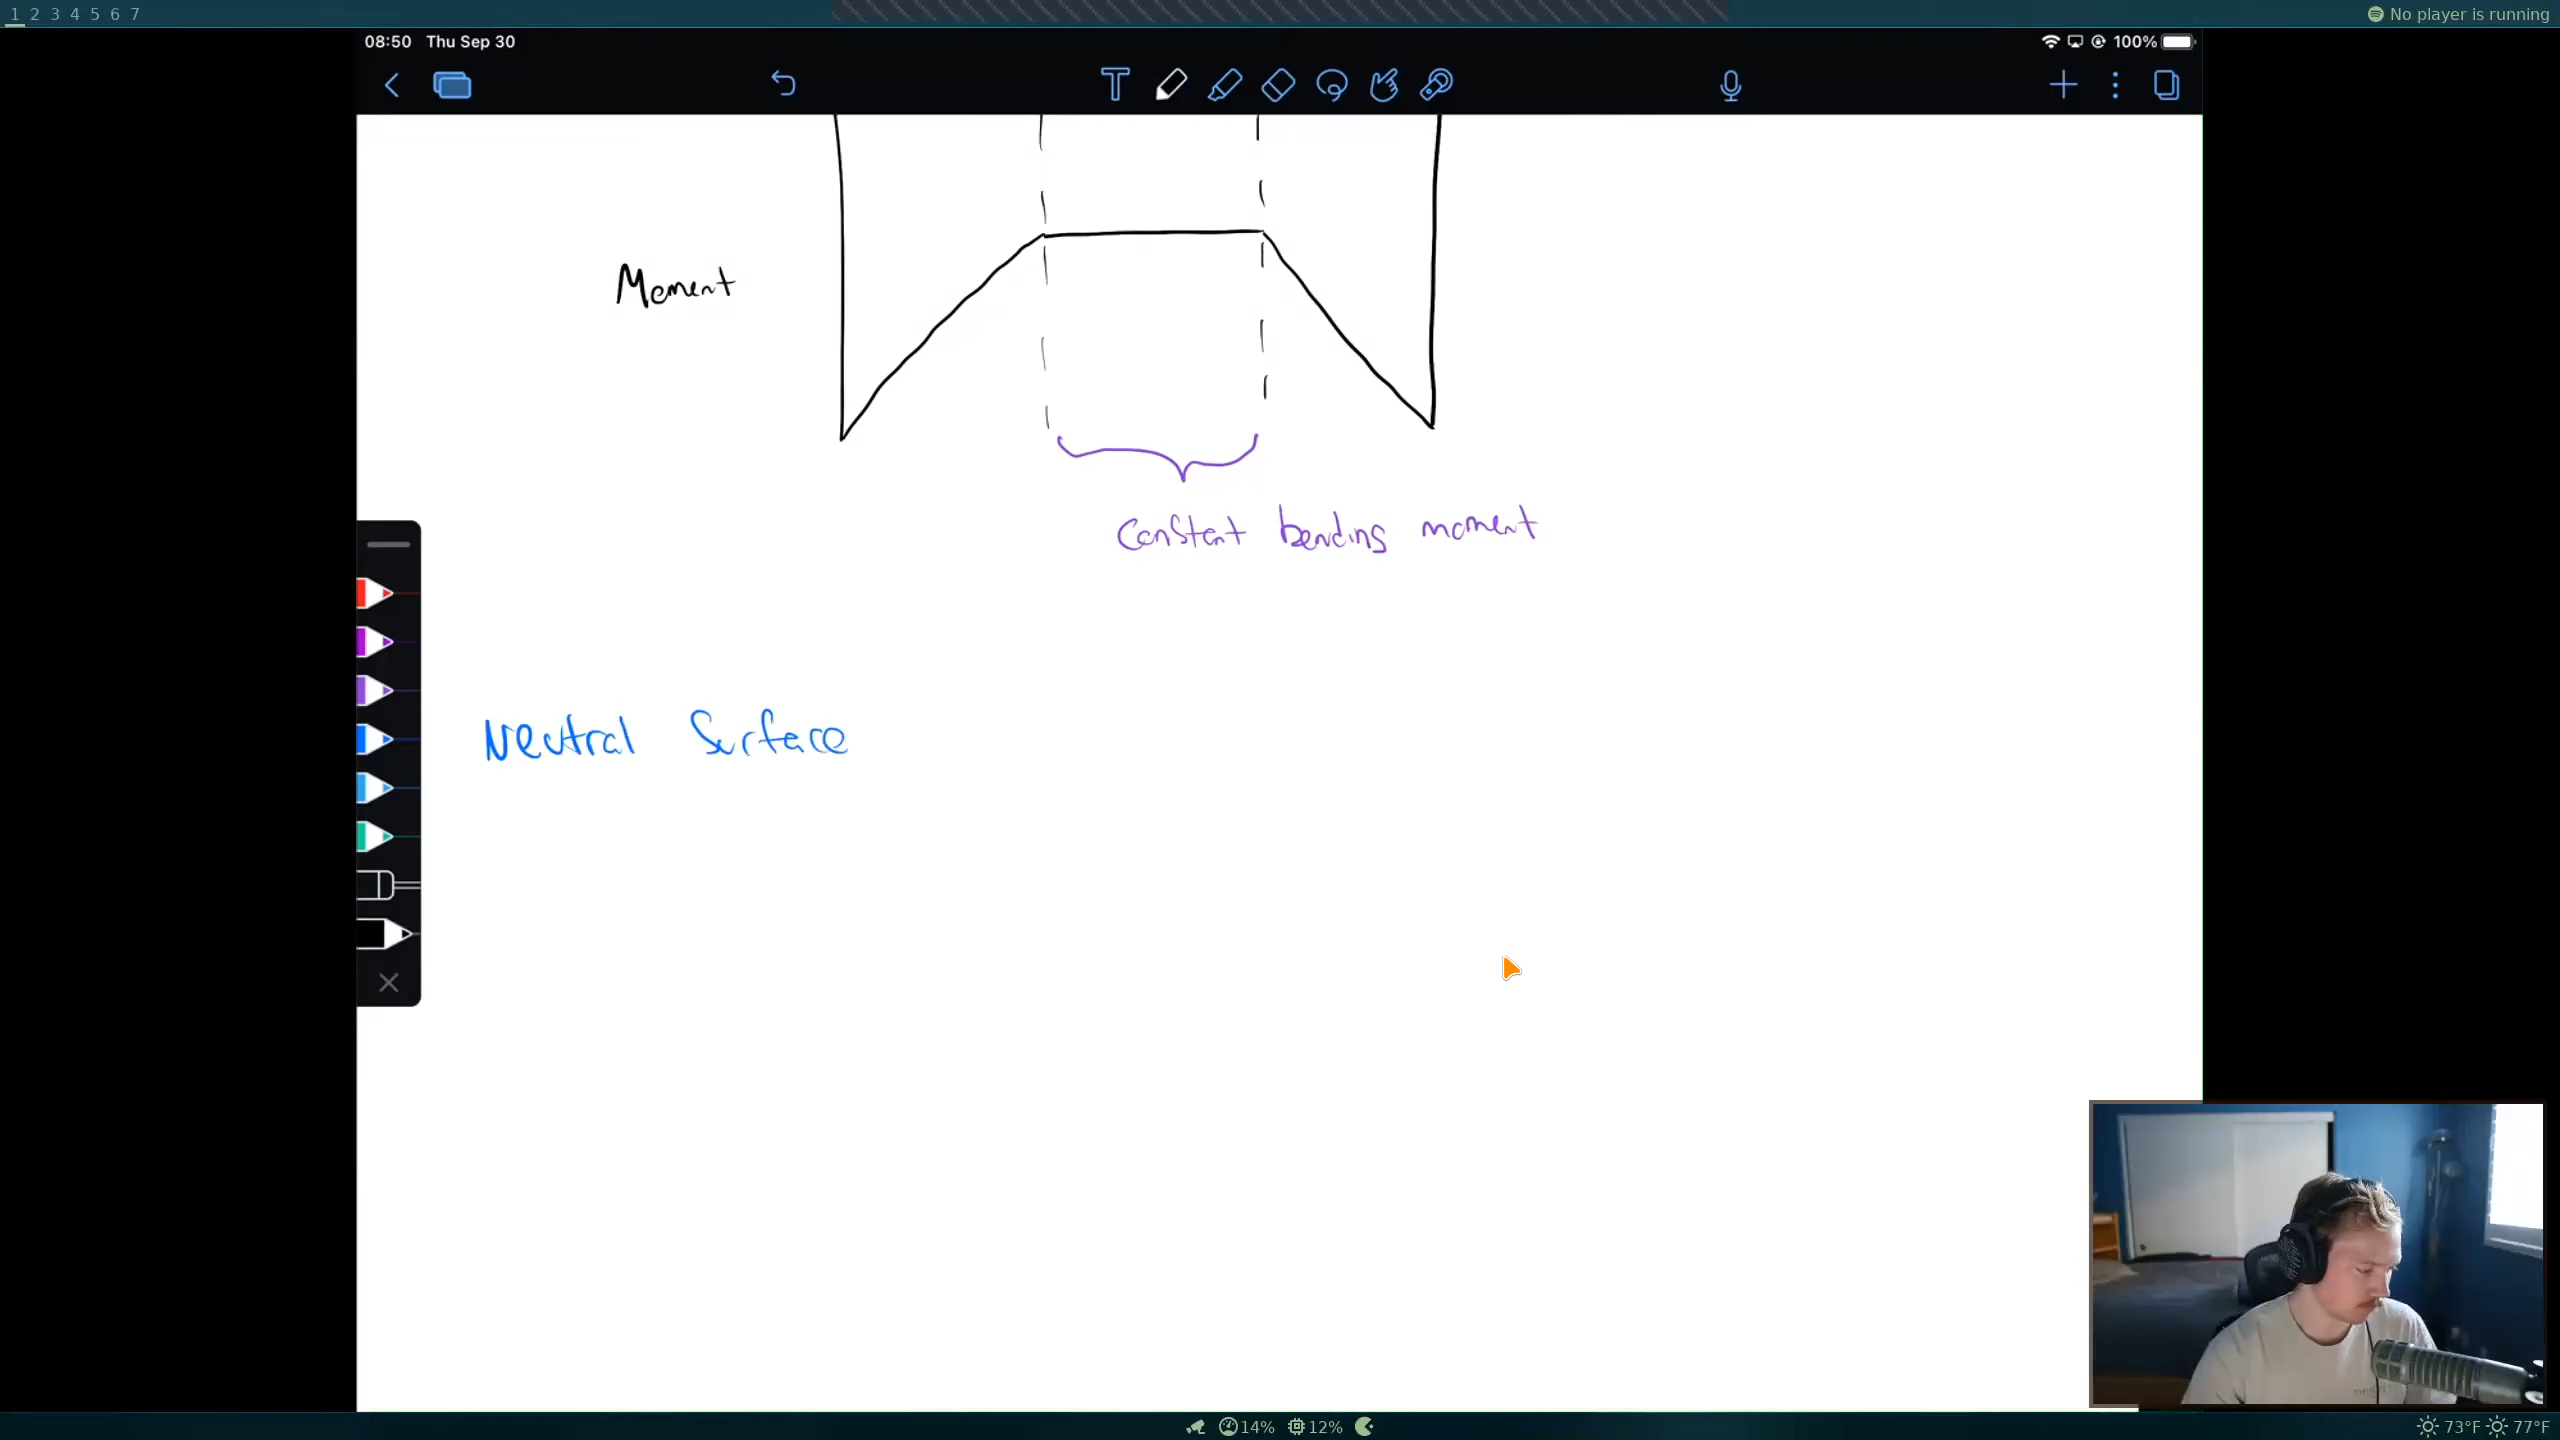 1 2 3 4 5 6 7
No player is running
08:50 Thu Sep 30
100%
T
Moment
Constant bending moment
Neutral Surface
14% 12%
73°F 77°F